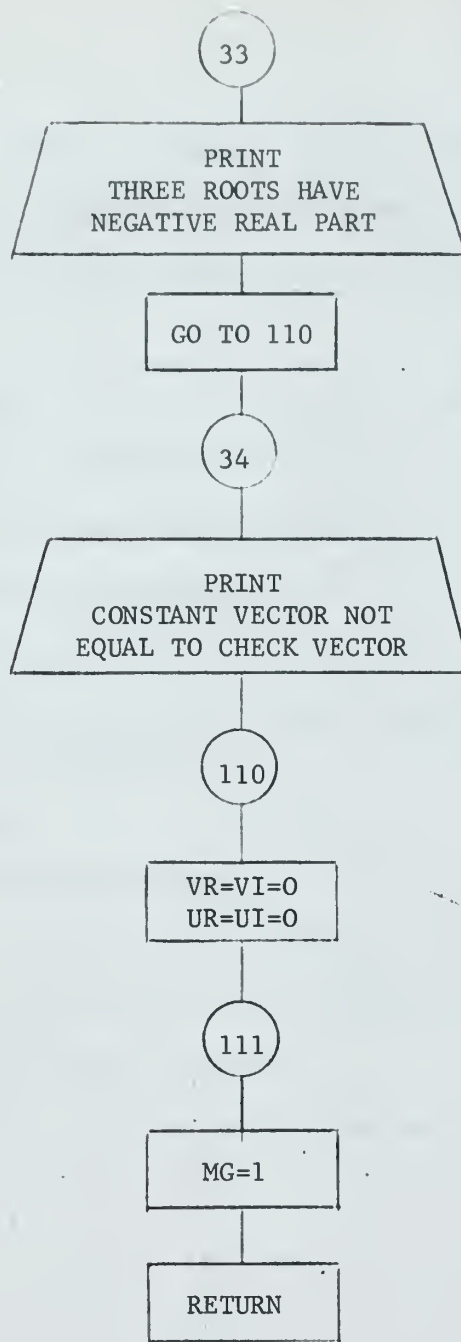 33
PRINT
THREE ROOTS HAVE
NEGATIVE REAL PART
GO TO 110
34
PRINT
CONSTANT VECTOR NOT
EQUAL TO CHECK VECTOR
110
VR=VI=0
UR=UI=0
111
MG=1
RETURN